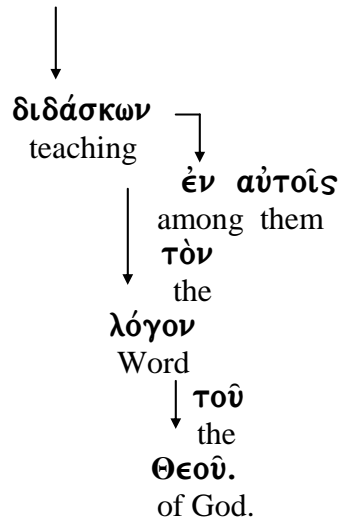 διδάσκων
teaching
ἐν αὐτοῖς
among them
τὸν
the
λόγον
Word
τοῦ
the
Θεοῦ.
of God.